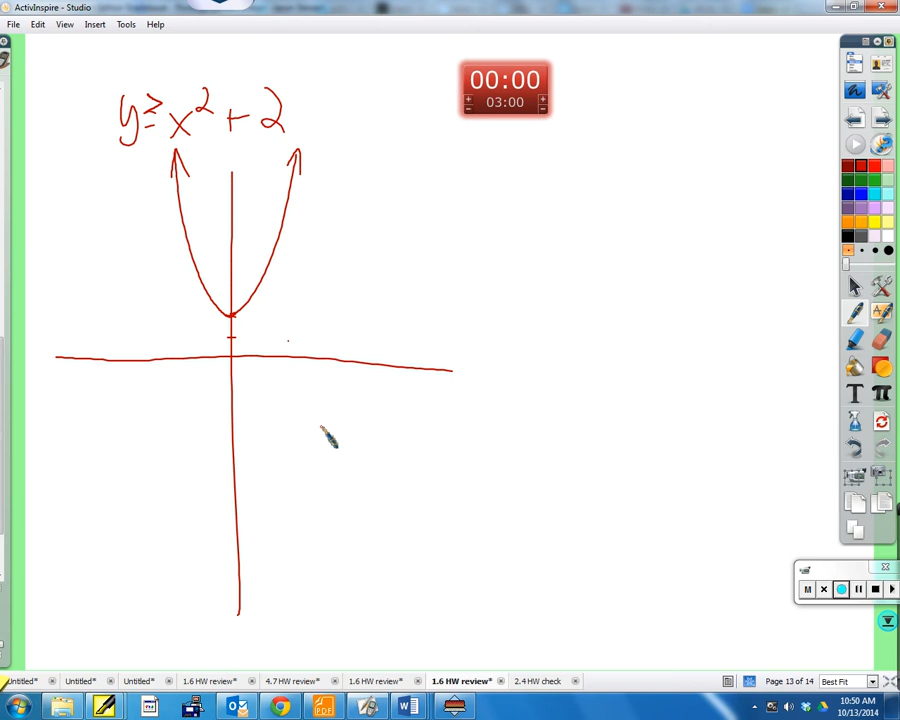 ActivInspire - Studio
File Edit View Insert Tools Help
00:00
03:00
y ≥ x² + 2
M
Untitled* Untitled* Untitled* 1.6 HW review* 4.7 HW review* 1.6 HW review* 1.6 HW review* 2.4 HW check
Page 13 of 14 Best Fit
10:50 AM
10/13/2014